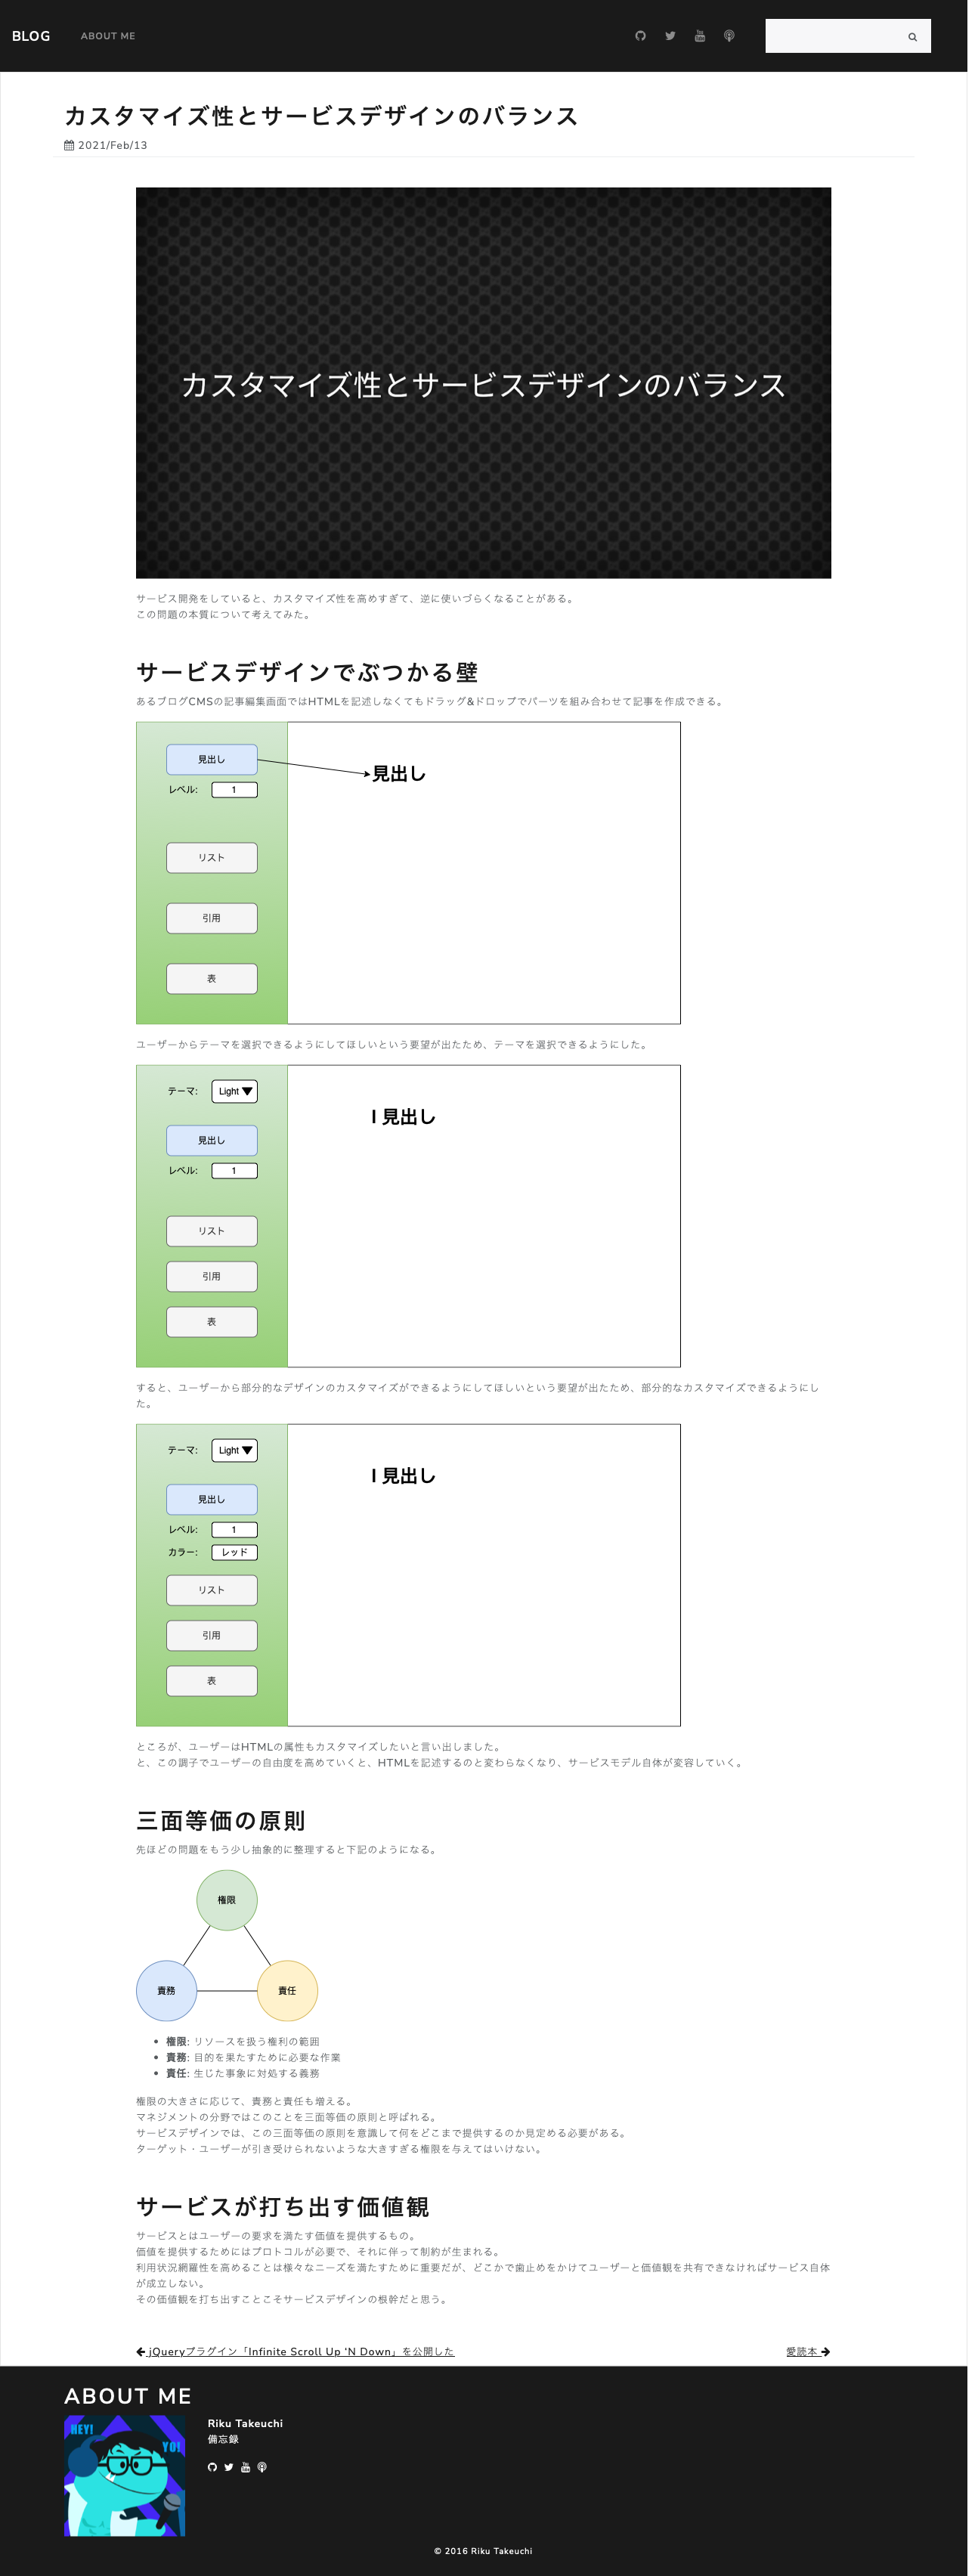 BLOG ABOUT ME
カスタマイズ性とサービスデザインのバランス
2021/Feb/13
カスタマイズ性とサービスデザインのバランス
サービス開発をしていると、カスタマイズ性を高めすぎて、逆に使いづらくなることがある。
この問題の本質について考えてみた。
サービスデザインでぶつかる壁
あるブログCMSの記事編集画面ではHTMLを記述しなくてもドラッグ&ドロップでパーツを組み合わせて記事を作成できる。
見出し
見出し
レベル: 1
リスト
引用
表
ユーザーからテーマを選択できるようにしてほしいという要望が出たため、テーマを選択できるようにした。
テーマ: Light
I 見出し
見出し
レベル: 1
リスト
引用
表
すると、ユーザーから部分的なデザインのカスタマイズができるようにしてほしいという要望が出たため、部分的なカスタマイズできるようにし
た。
テーマ: Light
I 見出し
見出し
レベル: 1
カラー: レッド
リスト
引用
表
ところが、ユーザーはHTMLの属性もカスタマイズしたいと言い出しました。
と、この調子でユーザーの自由度を高めていくと、HTMLを記述するのと変わらなくなり、サービスモデル自体が変容していく。
三面等価の原則
先ほどの問題をもう少し抽象的に整理すると下記のようになる。
権限
責務 責任
権限: リソースを扱う権利の範囲
責務: 目的を果たすために必要な作業
責任: 生じた事象に対処する義務
権限の大きさに応じて、責務と責任も増える。
マネジメントの分野ではこのことを三面等価の原則と呼ばれる。
サービスデザインでは、この三面等価の原則を意識して何をどこまで提供するのか見定める必要がある。
ターゲット・ユーザーが引き受けられないような大きすぎる権限を与えてはいけない。
サービスが打ち出す価値観
サービスとはユーザーの要求を満たす価値を提供するもの。
価値を提供するためにはプロトコルが必要で、それに伴って制約が生まれる。
利用状況網羅性を高めることは様々なニーズを満たすために重要だが、どこかで歯止めをかけてユーザーと価値観を共有できなければサービス自体
が成立しない。
その価値観を打ち出すことこそサービスデザインの根幹だと思う。
jQueryプラグイン「Infinite Scroll Up 'N Down」を公開した 愛読本
ABOUT ME
HEY!
YO!
Riku Takeuchi
備忘録
© 2016 Riku Takeuchi